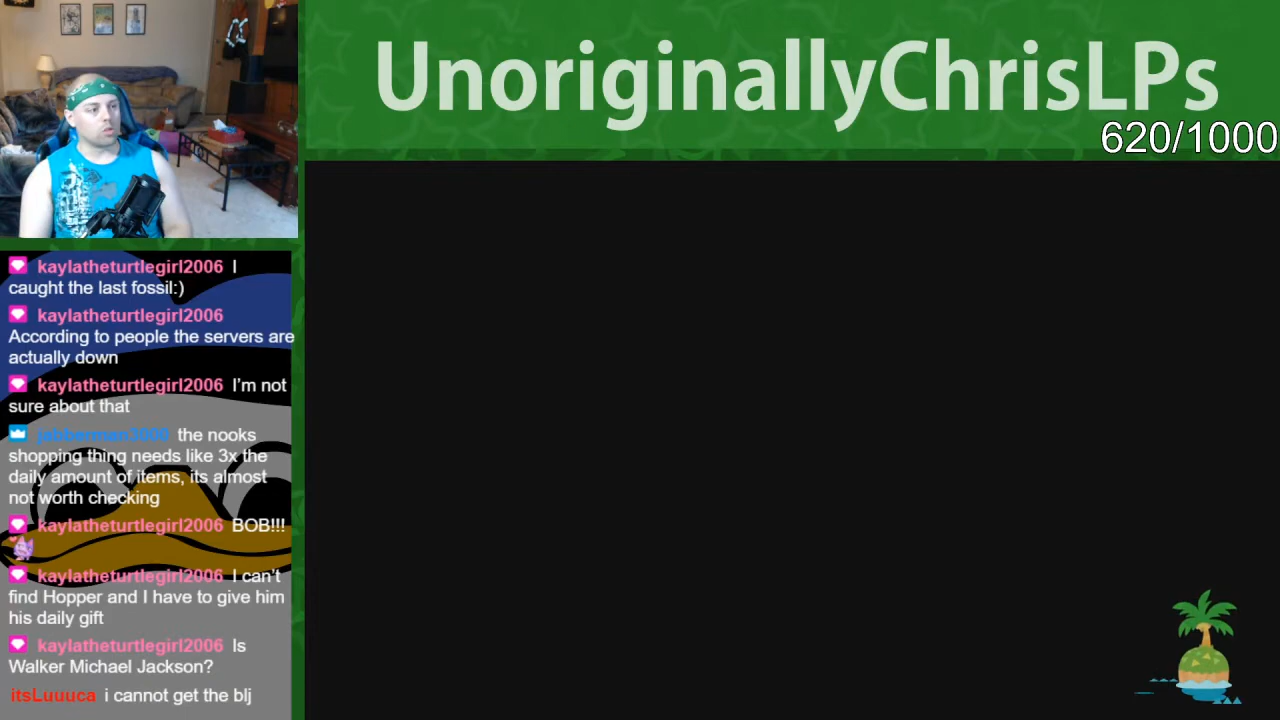 UnoriginallyChrisLPs
620/1000
kaylatheturtlegirl2006 I
caught the last fossil:)
kaylatheturtlegirl2006
According to people the servers are
actually down
kaylatheturtlegirl2006 I'm not
sure about that
jabberman3000 the nooks
shopping thing needs like 3x the
daily amount of items, its almost
not worth checking
kaylatheturtlegirl2006 BOB!!!
kaylatheturtlegirl2006 I can't
find Hopper and I have to give him
his daily gift
kaylatheturtlegirl2006 Is
Walker Michael Jackson?
itsLuuuca i cannot get the blj